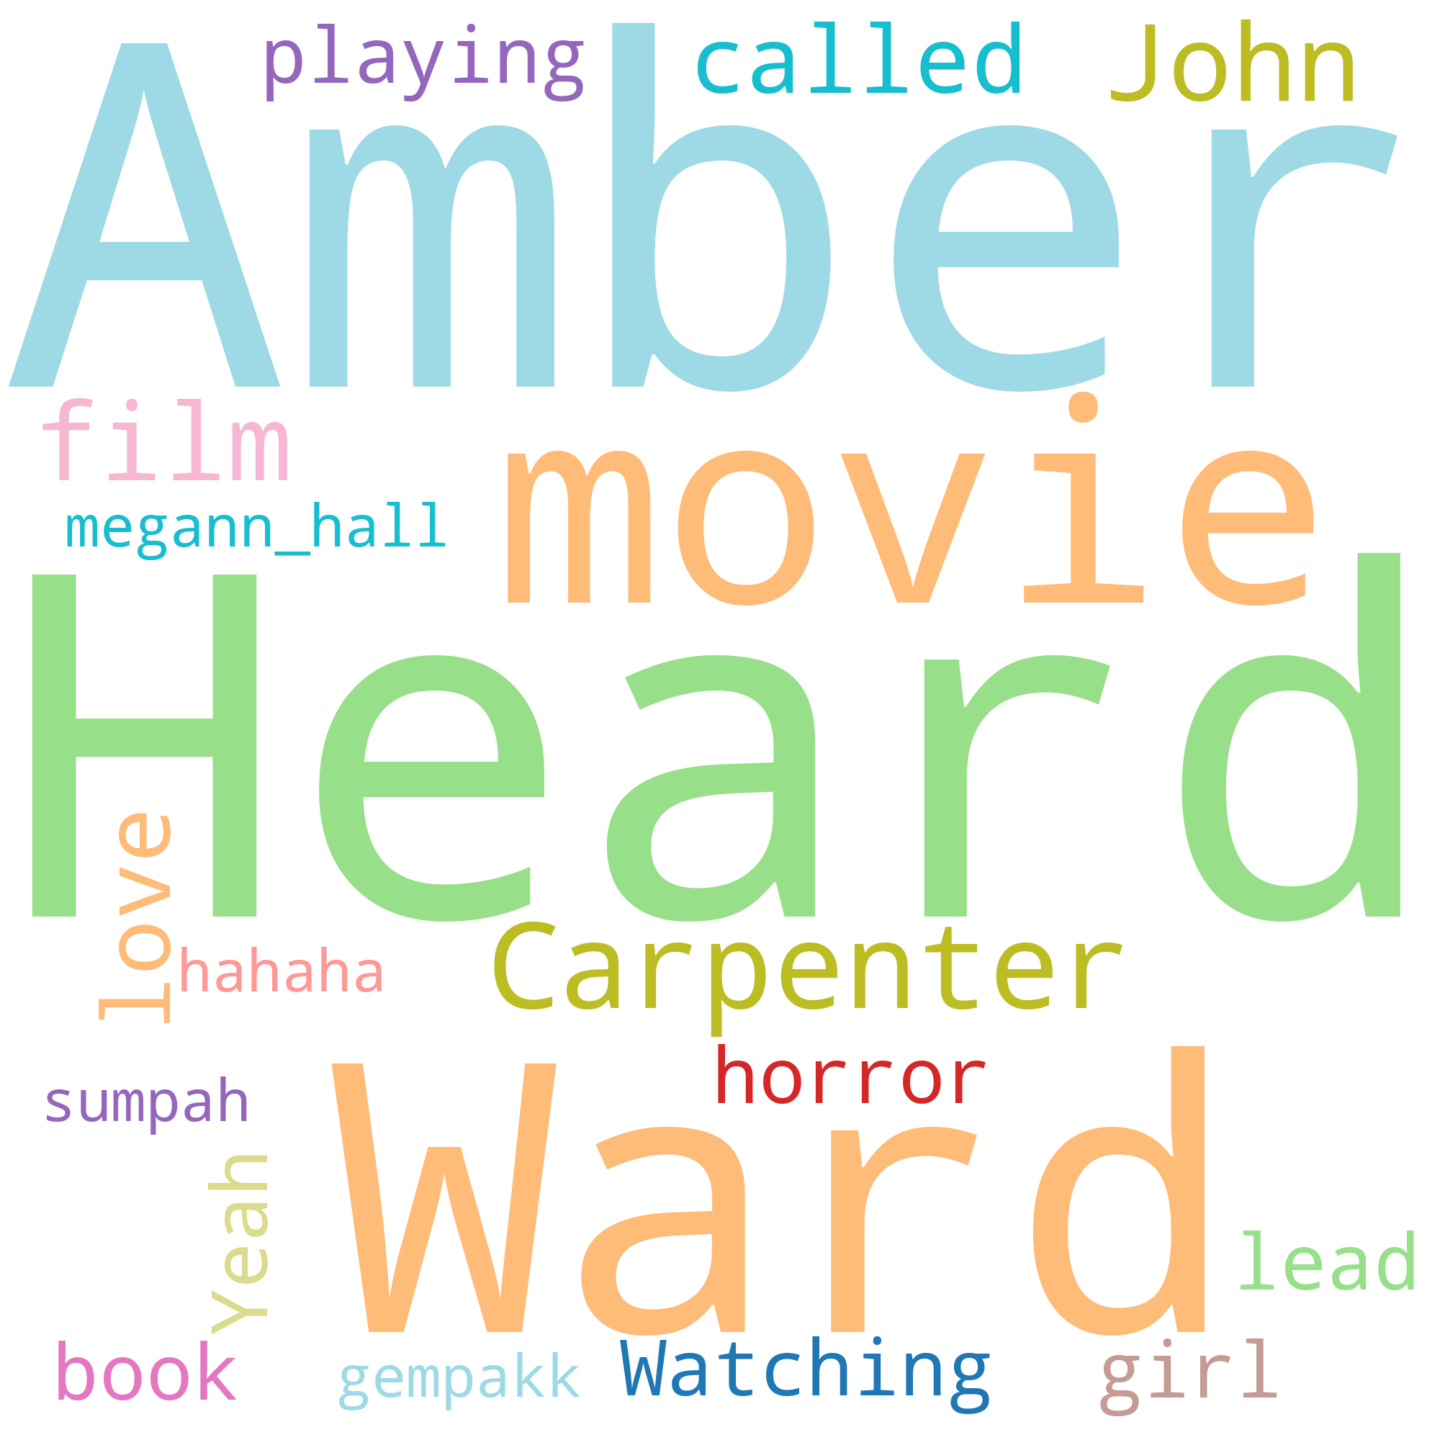 playing called John
Amber
film movie
megann_hall
Heard
love
hahaha Carpenter
horror
sumpah
Ward
Yeah
lead
book gempakk Watching girl